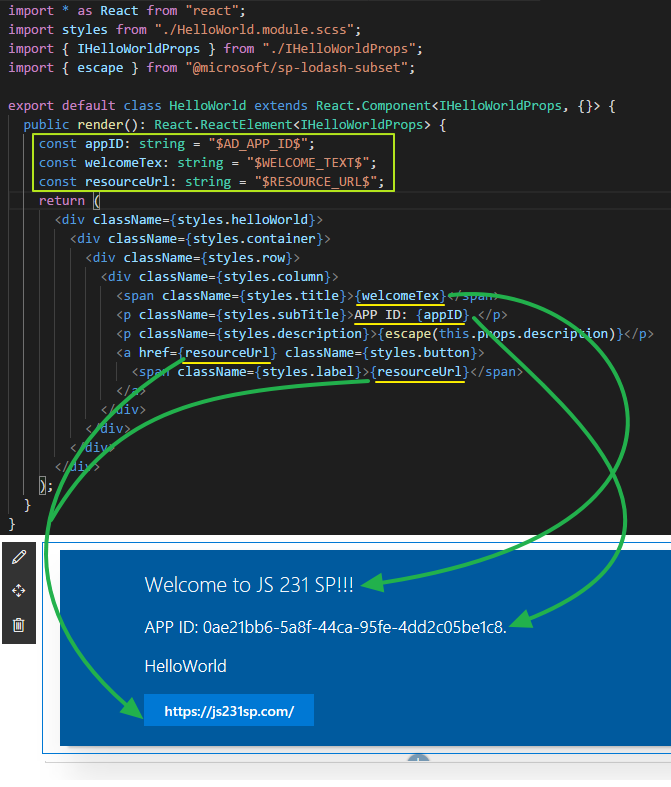 import * as React from "react";
import styles from "./HelloWorld.module.scss";
import { IHelloWorldProps } from "./IHelloWorldProps";
import { escape } from "@microsoft/sp-lodash-subset";
export default class HelloWorld extends React.Component<IHelloWorldProps, {}> {
public render(): React.ReactElement<IHelloWorldProps> {
const appID: string = "$AD_APP_ID$";
const welcomeTex: string = "$WELCOME_TEXT$";
const resourceUrl: string = "$RESOURCE_URL$";
return (
<div className={styles.helloWorld}>
<div className={styles.container}>
<div className={styles.row}>
<div className={styles.column}>
<span className={styles.title}>{welcomeTex}</span>
<p className={styles.subTitle}>APP ID: {appID}.</p>
<p className={styles.description}>{escape(this.props.description)}</p>
<a href={resourceUrl} className={styles.button}>
<span className={styles.label}>{resourceUrl}</span>
</a>
</div>
</div>
</div>
</div>
);
}
}
Welcome to JS 231 SP!!!
APP ID: 0ae21bb6-5a8f-44ca-95fe-4dd2c05be1c8.
HelloWorld
https://js231sp.com/